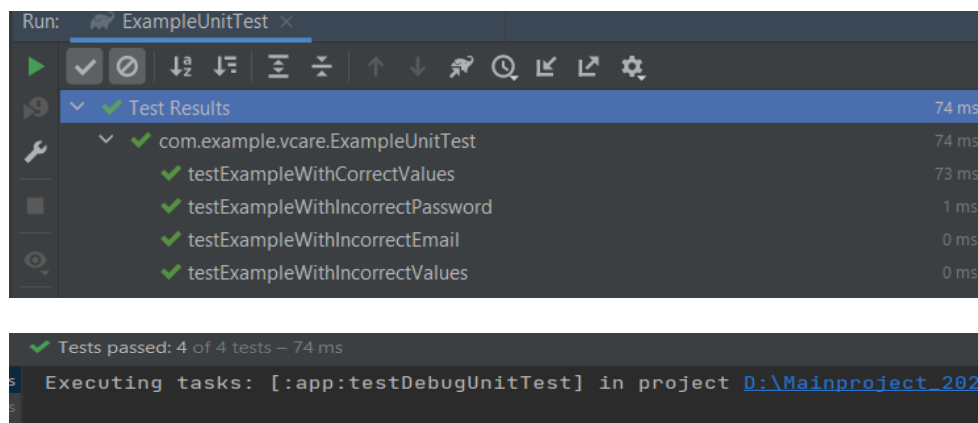 Run: ExampleUnitTest
Test Results 74 ms
com.example.vcare.ExampleUnitTest 74 ms
testExampleWithCorrectValues 73 ms
testExampleWithIncorrectPassword 1 ms
testExampleWithIncorrectEmail 0 ms
testExampleWithIncorrectValues 0 ms
Tests passed: 4 of 4 tests – 74 ms
Executing tasks: [:app:testDebugUnitTest] in project D:\Mainproject_202